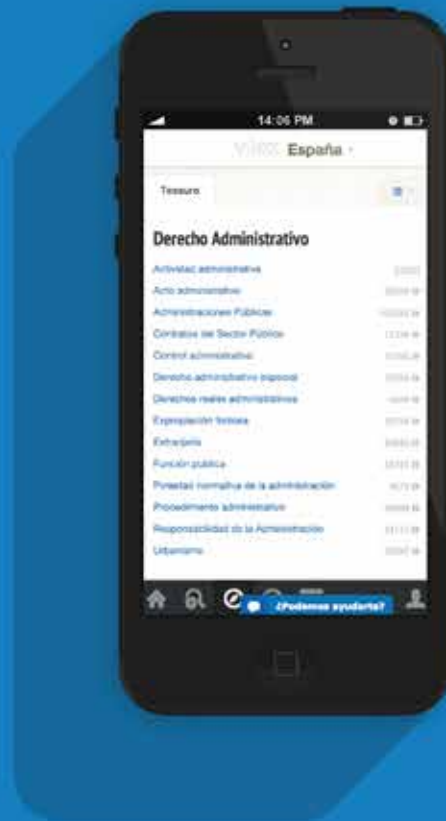 14:06 PM
vlex España
Tesauro
Derecho Administrativo
Actividad administrativa
Acto administrativo
Administraciones Públicas
Contratos del Sector Público
Control administrativo
Derecho administrativo especial
Derechos reales administrativos
Expropiación forzosa
Extranjería
Función pública
Potestad normativa de la administración
Procedimiento administrativo
Responsabilidad de la Administración
Urbanismo
¿Podemos ayudarte?